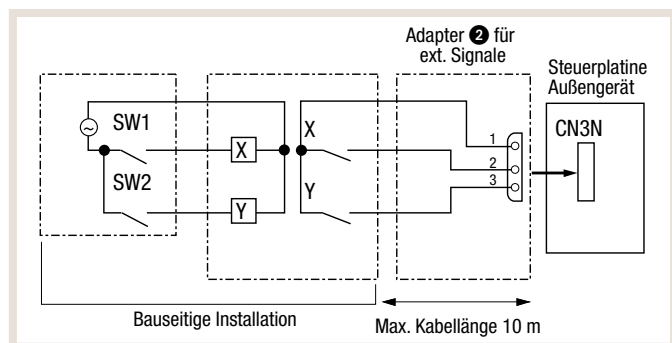 Adapter ❷ für
ext. Signale
Steuerplatine
Außengerät
CN3N
SW1
SW2
X
Y
X
Y
1
2
3
Bauseitige Installation
Max. Kabellänge 10 m